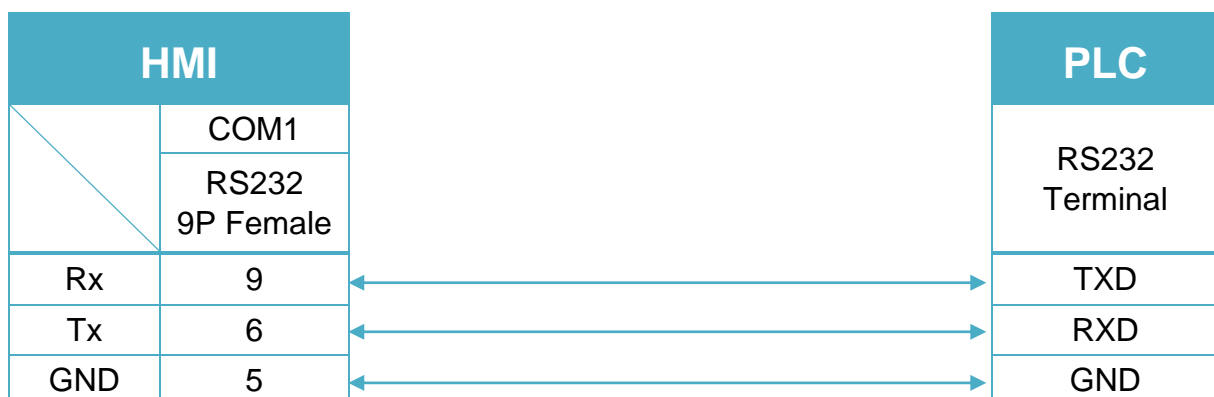 HMI
PLC
COM1
RS232
9P Female
RS232
Terminal
Rx 9 TXD
Tx 6 RXD
GND 5 GND